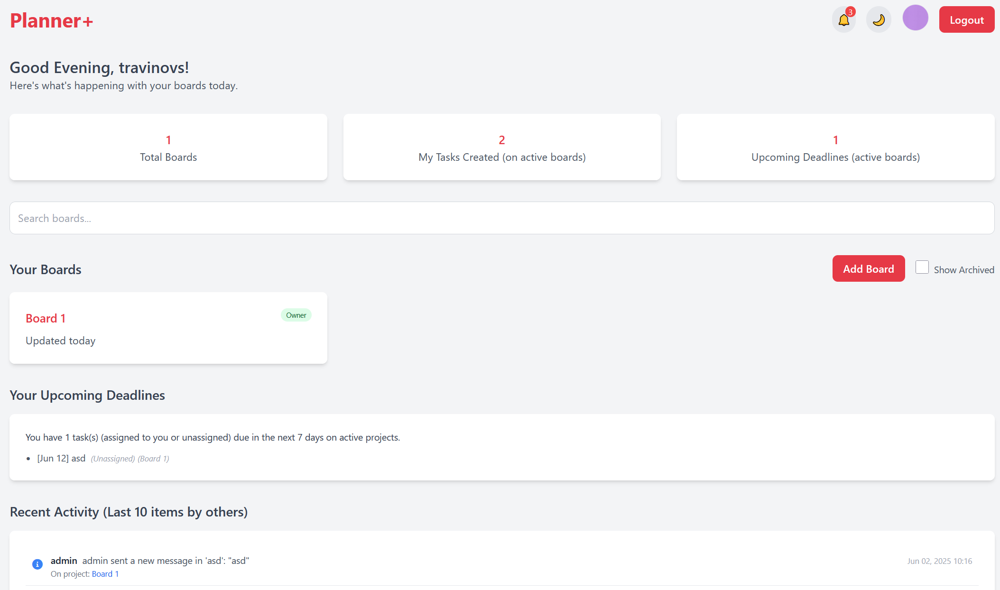 Planner+
3
Logout
Good Evening, travinovs!
Here's what's happening with your boards today.
1
Total Boards
2
My Tasks Created (on active boards)
1
Upcoming Deadlines (active boards)
Search boards...
Your Boards
Add Board
Show Archived
Board 1
Owner
Updated today
Your Upcoming Deadlines
You have 1 task(s) (assigned to you or unassigned) due in the next 7 days on active projects.
• [Jun 12] asd (Unassigned) (Board 1)
Recent Activity (Last 10 items by others)
admin admin sent a new message in 'asd': "asd"
Jun 02, 2025 10:16
On project: Board 1